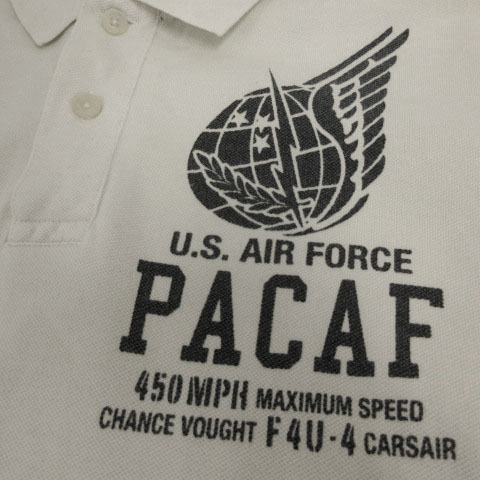 U.S. AIR FORCE
PACAF
450 MPH MAXIMUM SPEED
CHANCE VOUGHT F4U-4 CARSAIR